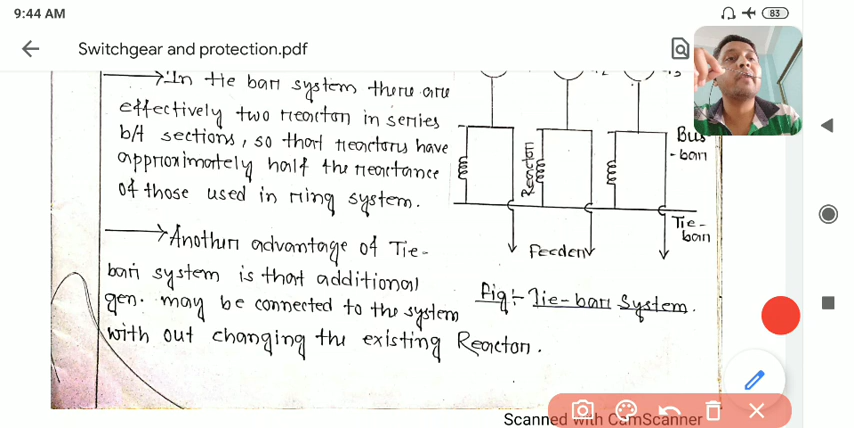 9:44 AM
83
Switchgear and protection.pdf
→ In tie bar system there are
effectively two reactor in series
b/t sections, so that reactors have
approximately half the reactance
of those used in ring system.
→ Another advantage of Tie-
bar system is that additional
gen. may be connected to the system
with out changing the existing Reactor.
Reactor
Bus
-bar
Tie-
bar
Feeder
Fig:- Tie-bar System.
Scanned with CamScanner